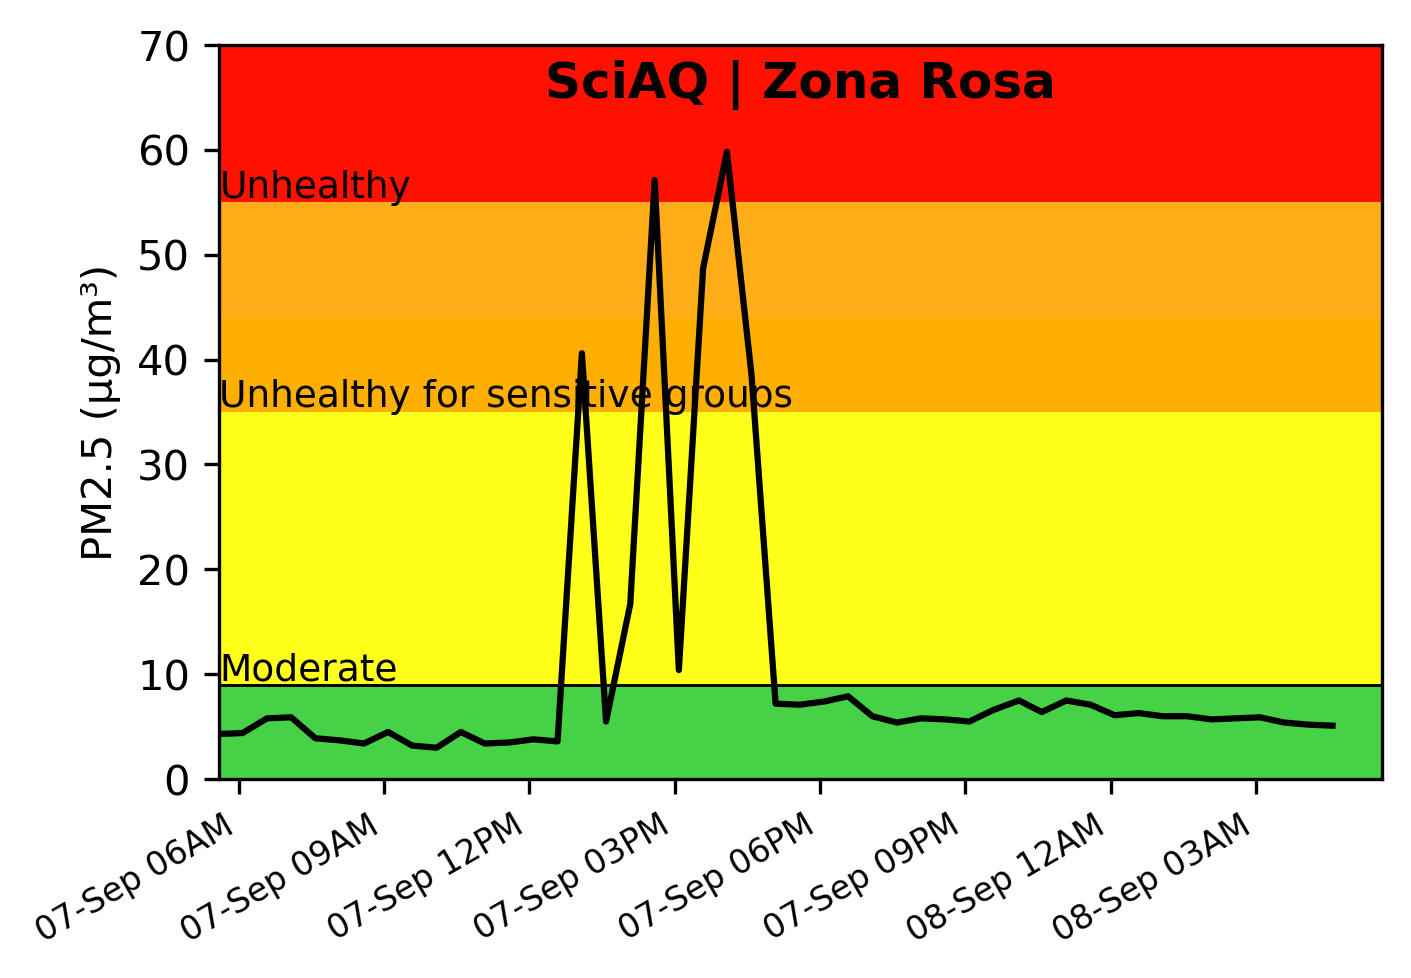 SciAQ | Zona Rosa
PM2.5 (µg/m³)
70
60
50
40
30
20
10
0
Unhealthy
Unhealthy for sensitive groups
Moderate
07-Sep 06AM
07-Sep 09AM
07-Sep 12PM
07-Sep 03PM
07-Sep 06PM
07-Sep 09PM
08-Sep 12AM
08-Sep 03AM